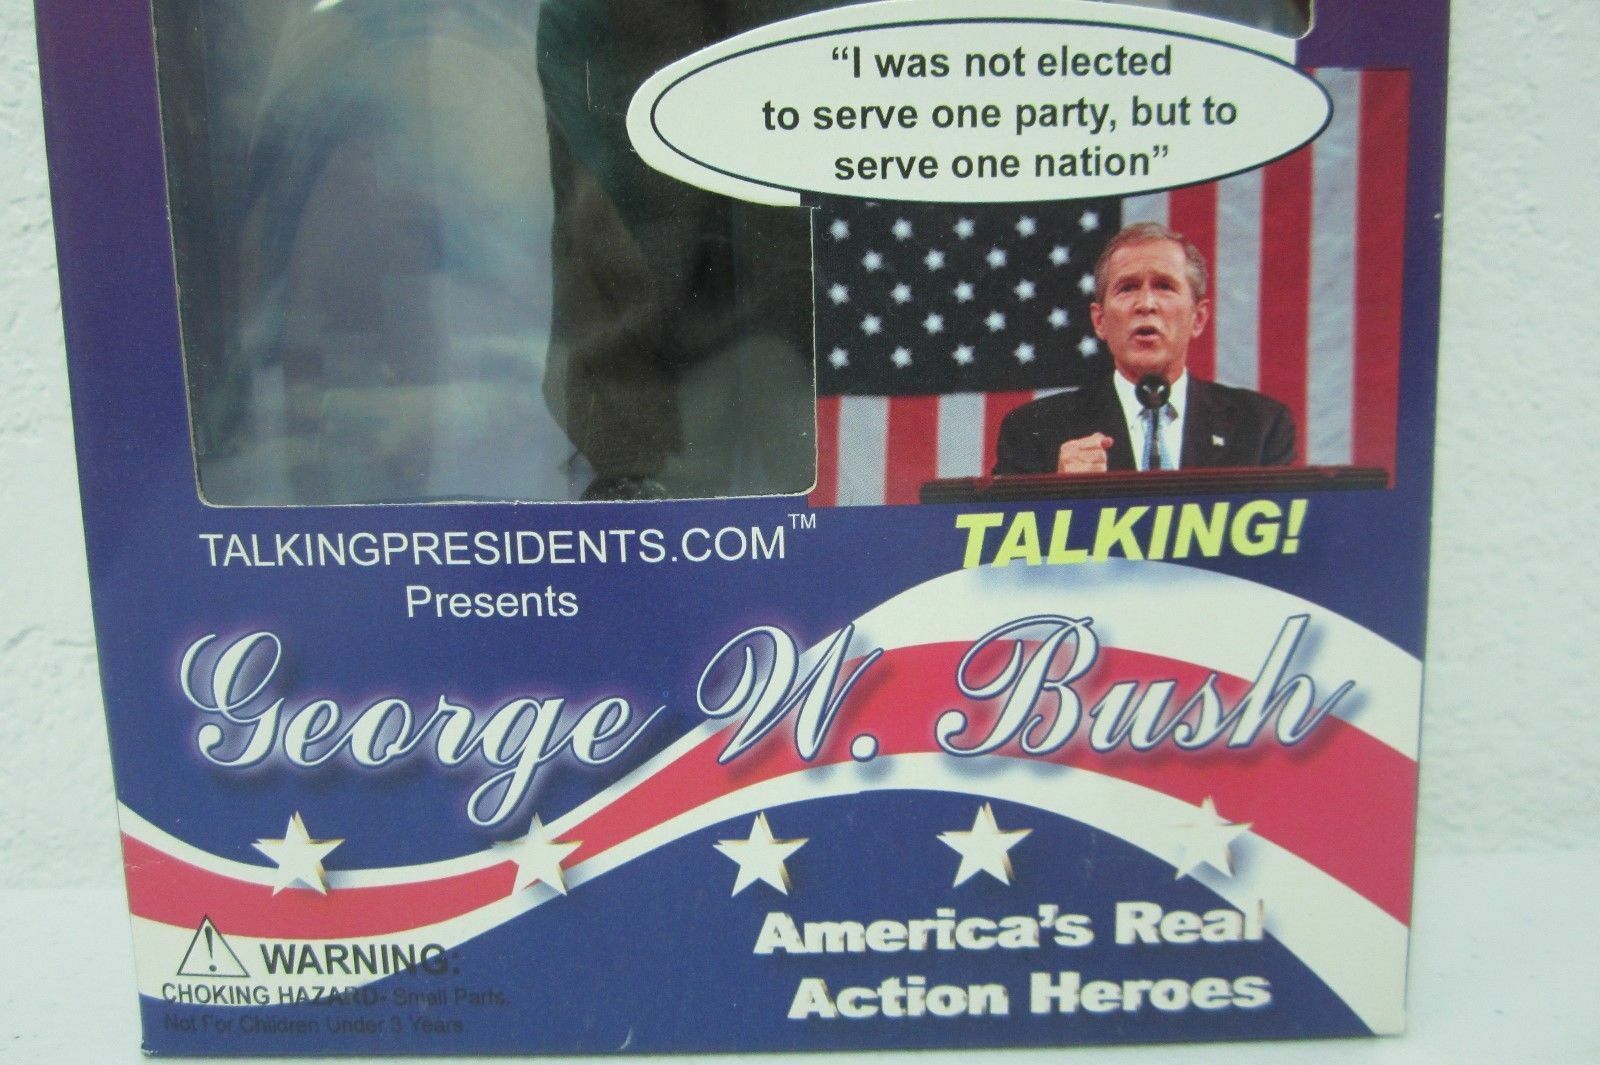 “I was not elected
to serve one party, but to
serve one nation”
TALKINGPRESIDENTS.COM™
Presents
TALKING!
George W. Bush
America's Real
Action Heroes
WARNING:
CHOKING HAZARD- Small Parts.
Not For Children Under 3 Years